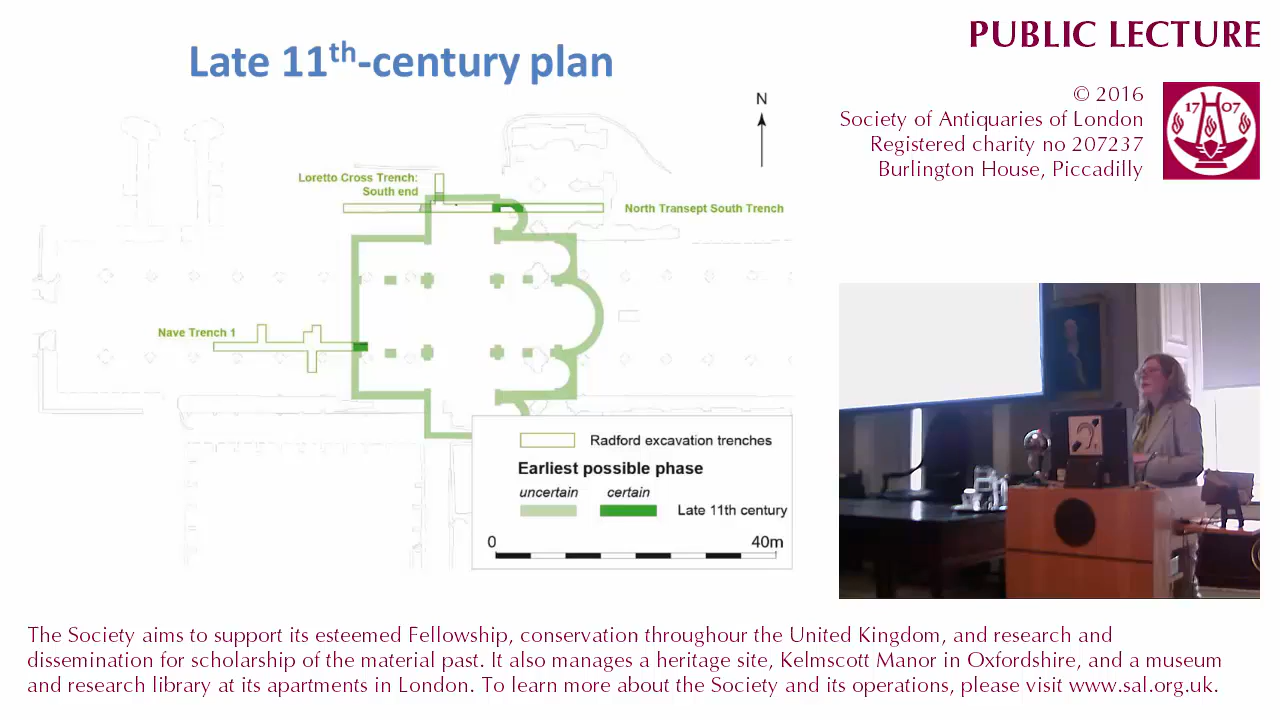 Late 11th-century plan
PUBLIC LECTURE
© 2016
Society of Antiquaries of London
Registered charity no 207237
Burlington House, Piccadilly
17 07
N
Loretto Cross Trench:
South end
North Transept South Trench
Nave Trench 1
Radford excavation trenches
Earliest possible phase
uncertain certain
Late 11th century
0 40m
The Society aims to support its esteemed Fellowship, conservation throughour the United Kingdom, and research and
dissemination for scholarship of the material past. It also manages a heritage site, Kelmscott Manor in Oxfordshire, and a museum
and research library at its apartments in London. To learn more about the Society and its operations, please visit www.sal.org.uk.